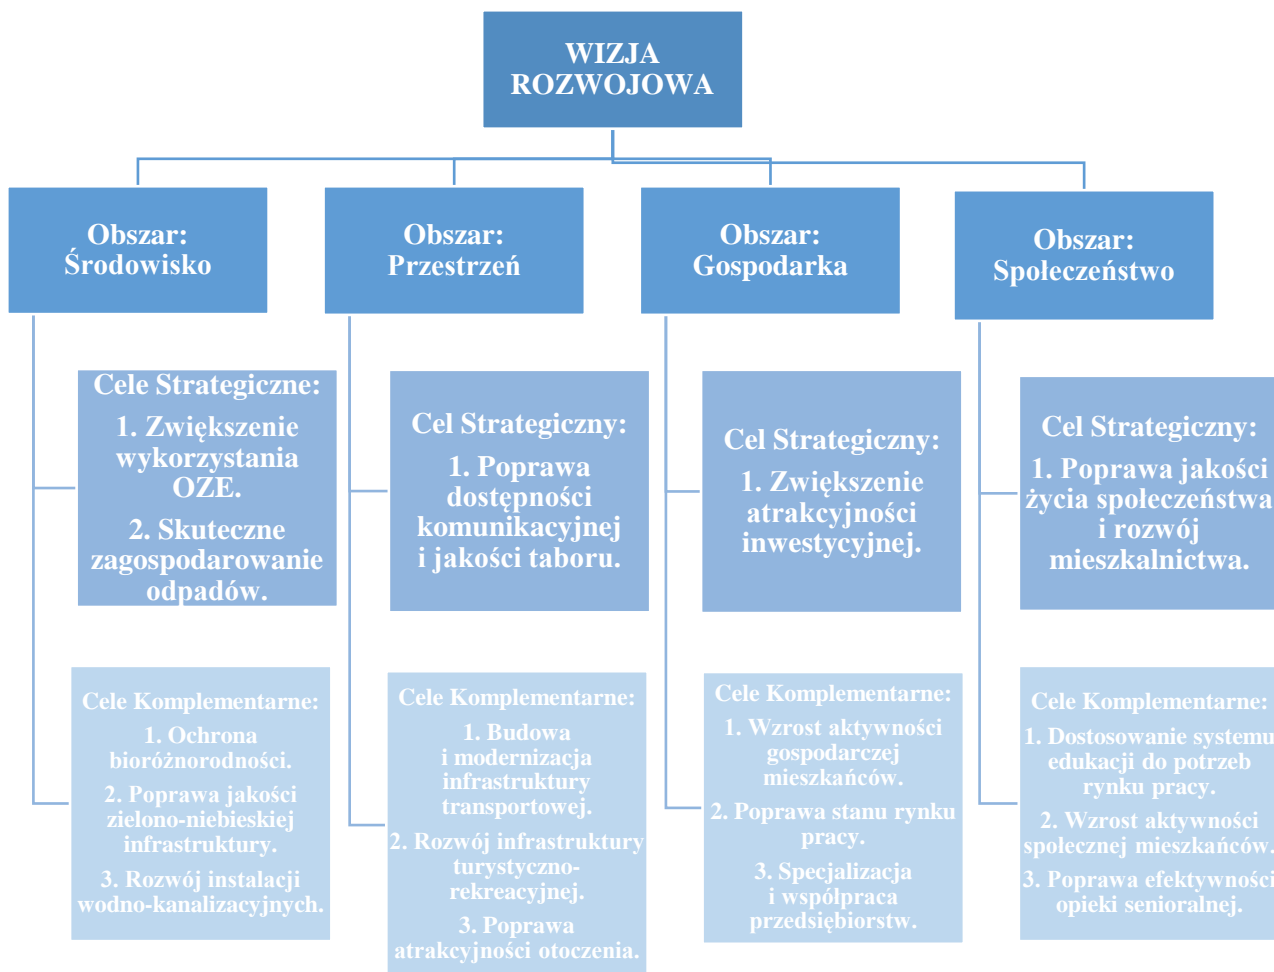 WIZJA
ROZWOJOWA
Obszar:
Środowisko
Cele Strategiczne:
1. Zwiększenie
wykorzystania
OZE.
2. Skuteczne
zagospodarowanie
odpadów.
Cele Komplementarne:
1. Ochrona
bioróżnorodności.
2. Poprawa jakości
zielono-niebieskiej
infrastruktury.
3. Rozwój instalacji
wodno-kanalizacyjnych.
Obszar:
Przestrzeń
Cel Strategiczny:
1. Poprawa
dostępności
komunikacyjnej
i jakości taboru.
Cele Komplementarne:
1. Budowa
i modernizacja
infrastruktury
transportowej.
2. Rozwój infrastruktury
turystyczno-
rekreacyjnej.
3. Poprawa
atrakcyjności otoczenia.
Obszar:
Gospodarka
Cel Strategiczny:
1. Zwiększenie
atrakcyjności
inwestycyjnej.
Cele Komplementarne:
1. Wzrost aktywności
gospodarczej
mieszkańców.
2. Poprawa stanu rynku
pracy.
3. Specjalizacja
i współpraca
przedsiębiorstw.
Obszar:
Społeczeństwo
Cel Strategiczny:
1. Poprawa jakości
życia społeczeństwa
i rozwój
mieszkalnictwa.
Cele Komplementarne:
1. Dostosowanie systemu
edukacji do potrzeb
rynku pracy.
2. Wzrost aktywności
społecznej mieszkańców.
3. Poprawa efektywności
opieki senioralnej.